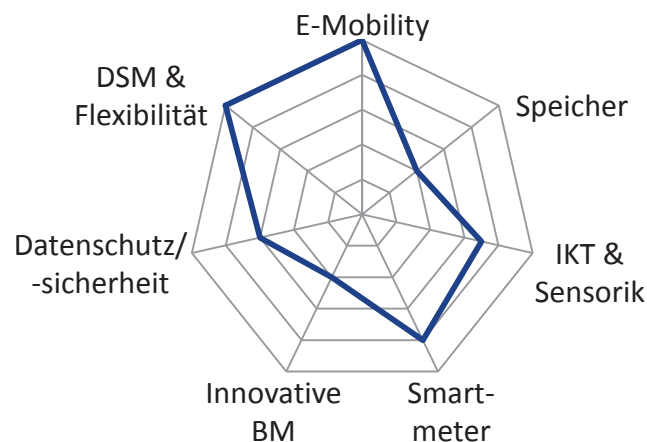 E-Mobility
DSM &
Flexibilität
Speicher
Datenschutz/
-sicherheit
IKT &
Sensorik
Innovative
BM
Smart-
meter